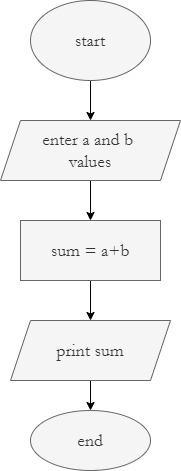 start
enter a and b
values
sum = a+b
print sum
end